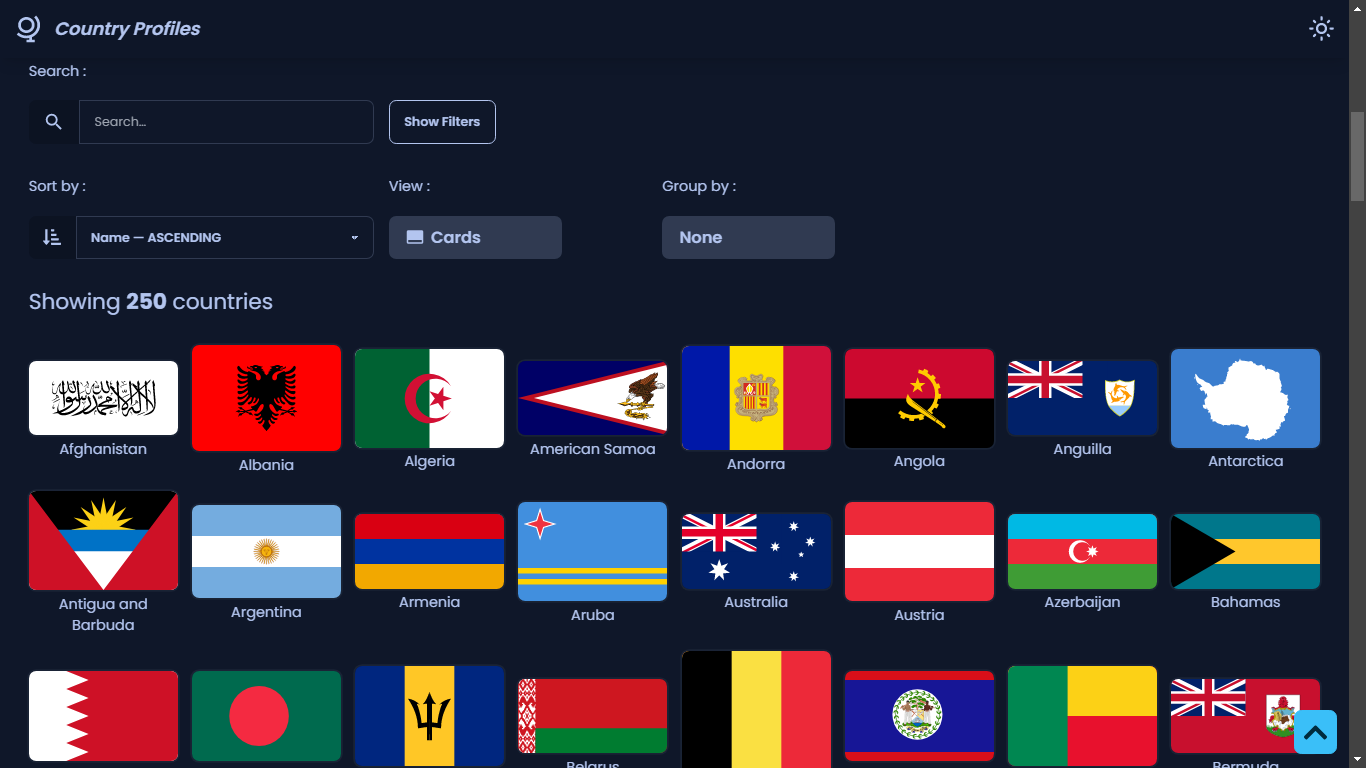 Country Profiles
Search :
Search...
Show Filters
Sort by :
View :
Group by :
Name — ASCENDING
Cards
None
Showing 250 countries
Afghanistan
Albania
Algeria
American Samoa
Andorra
Angola
Anguilla
Antarctica
Antigua and
Barbuda
Argentina
Armenia
Aruba
Australia
Austria
Azerbaijan
Bahamas
Belarus
Bermuda